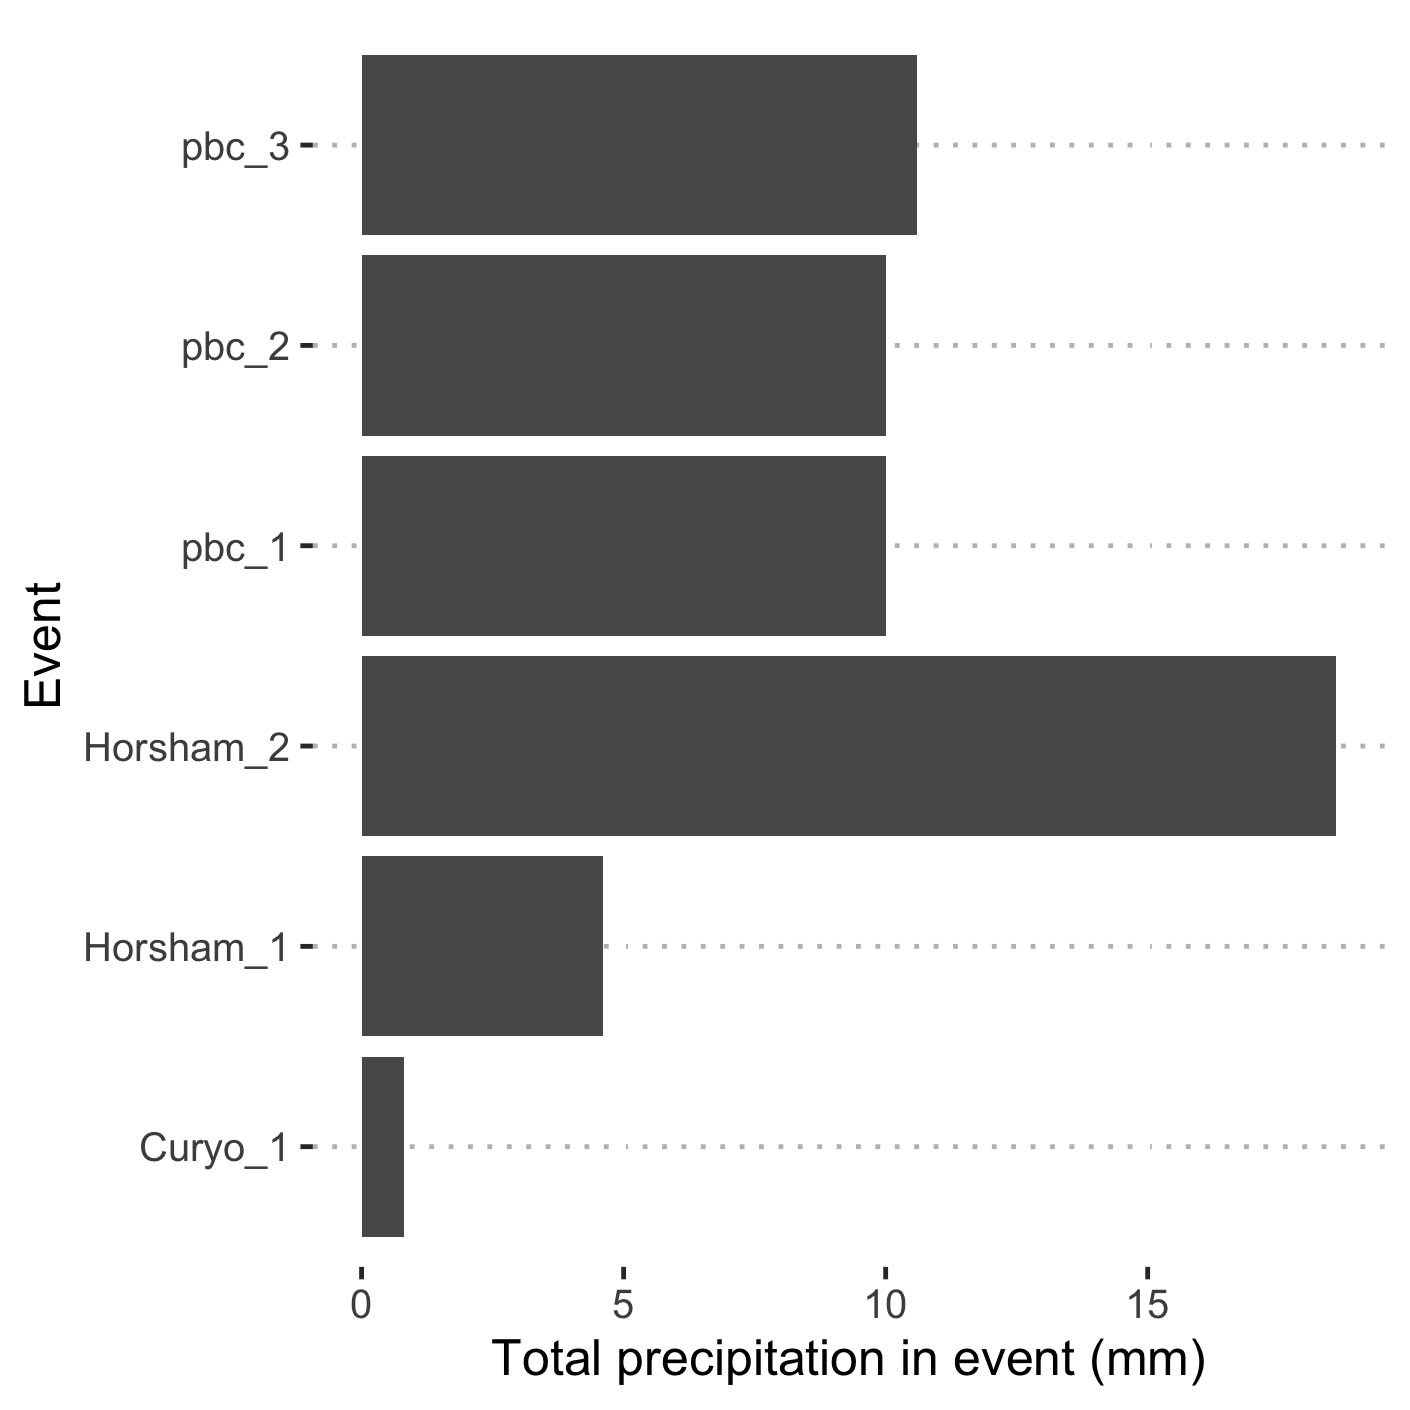 pbc_3
pbc_2
pbc_1
Event
Horsham_2
Horsham_1
Curyo_1
0 5 10 15
Total precipitation in event (mm)